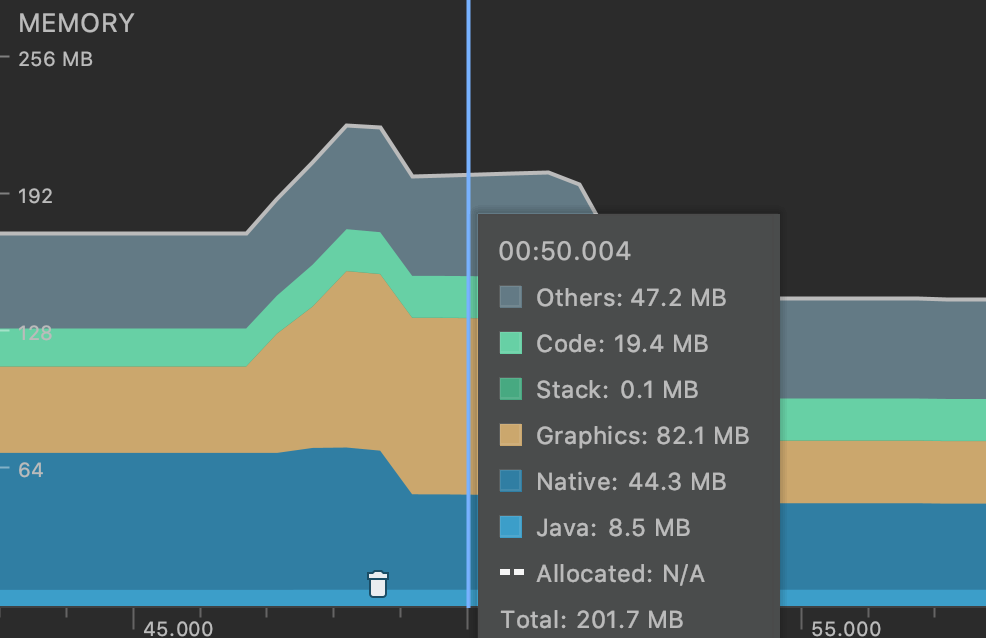 MEMORY
256 MB
192
128
64
00:50.004
Others: 47.2 MB
Code: 19.4 MB
Stack: 0.1 MB
Graphics: 82.1 MB
Native: 44.3 MB
Java: 8.5 MB
Allocated: N/A
Total: 201.7 MB
45.000
55.000